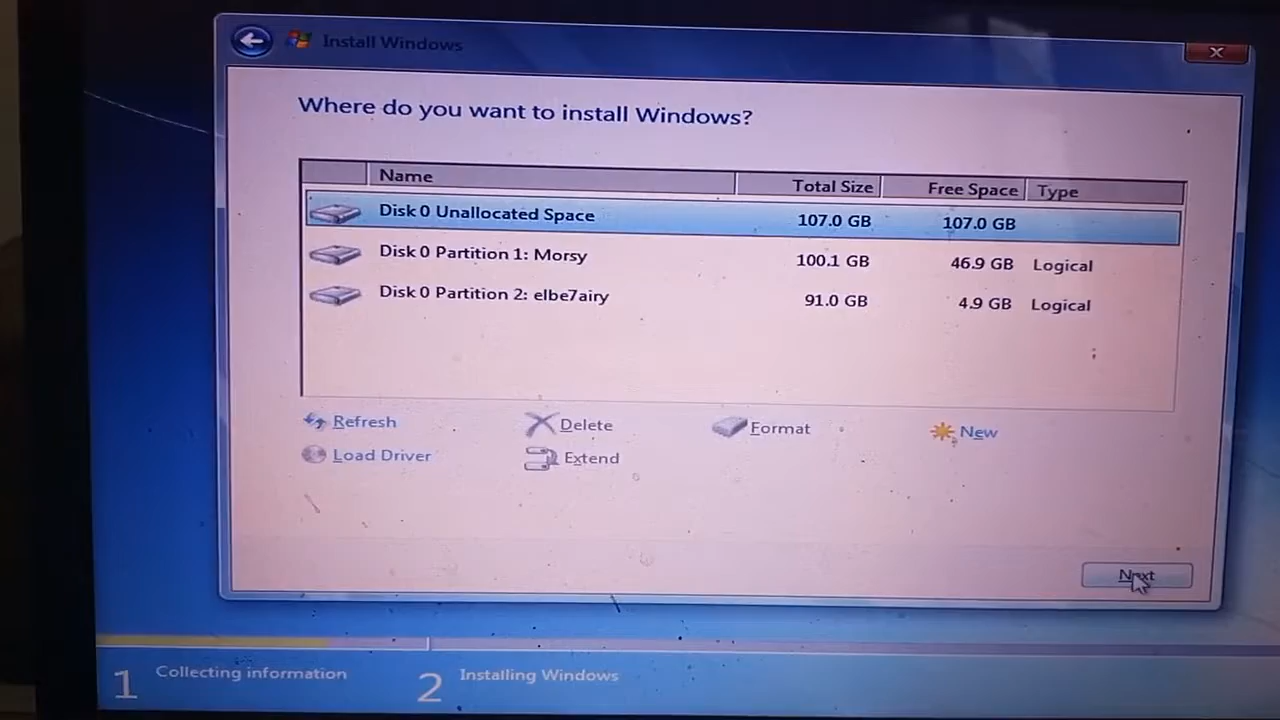 Install Windows
Where do you want to install Windows?
Name Total Size Free Space Type
Disk 0 Unallocated Space 107.0 GB 107.0 GB
Disk 0 Partition 1: Morsy 100.1 GB 46.9 GB Logical
Disk 0 Partition 2: elbe7airy 91.0 GB 4.9 GB Logical
Refresh Delete Format New
Load Driver Extend
Next
1 Collecting information 2 Installing Windows